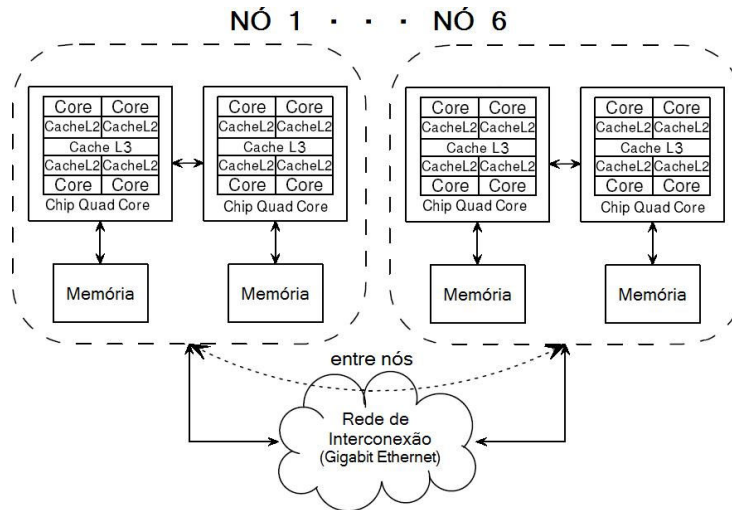 NÓ 1 · · · NÓ 6
Core Core
CacheL2 CacheL2
Cache L3
CacheL2 CacheL2
Core Core
Chip Quad Core
Memória
Core Core
CacheL2 CacheL2
Cache L3
CacheL2 CacheL2
Core Core
Chip Quad Core
Memória
Core Core
CacheL2 CacheL2
Cache L3
CacheL2 CacheL2
Core Core
Chip Quad Core
Memória
Core Core
CacheL2 CacheL2
Cache L3
CacheL2 CacheL2
Core Core
Chip Quad Core
Memória
entre nós
Rede de
Interconexão
(Gigabit Ethernet)